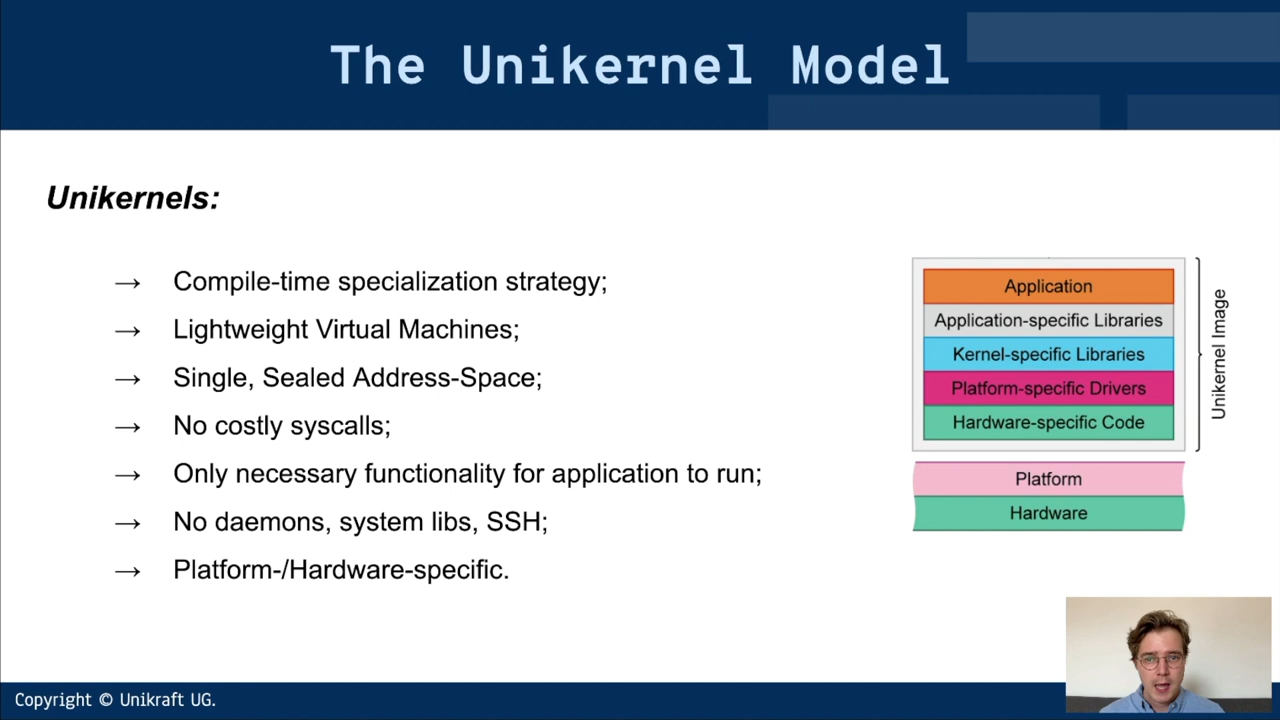 The Unikernel Model
Unikernels:
→ Compile-time specialization strategy;
→ Lightweight Virtual Machines;
→ Single, Sealed Address-Space;
→ No costly syscalls;
→ Only necessary functionality for application to run;
→ No daemons, system libs, SSH;
→ Platform-/Hardware-specific.
Application
Application-specific Libraries
Kernel-specific Libraries
Platform-specific Drivers
Hardware-specific Code
Unikernel Image
Platform
Hardware
Copyright © Unikraft UG.